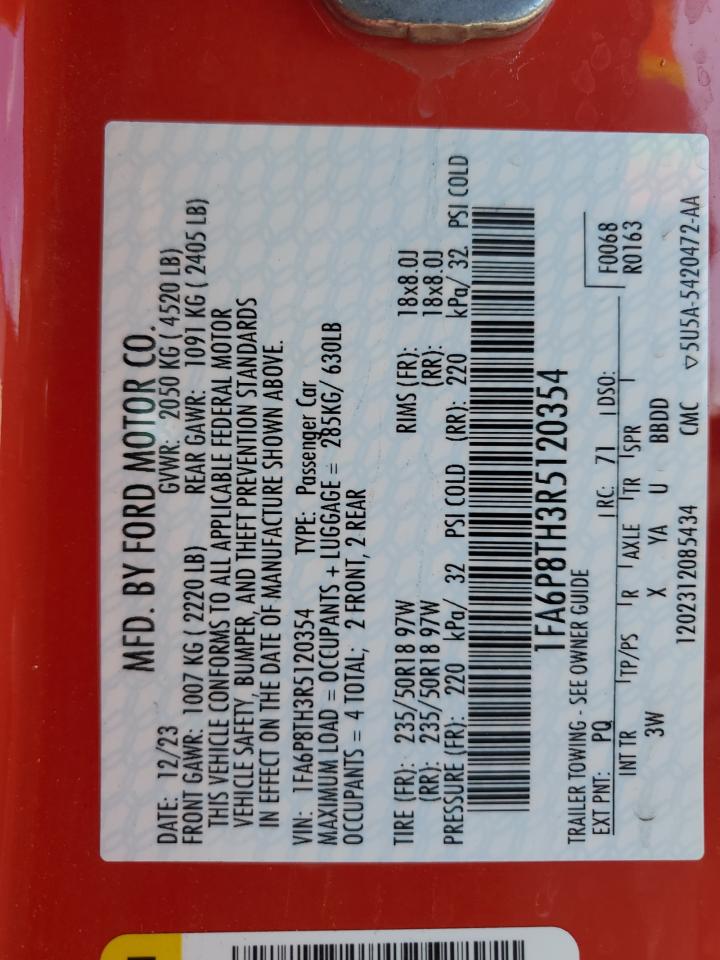 MFD. BY FORD MOTOR CO.
DATE: 12/23 GVWR: 2050 KG ( 4520 LB)
FRONT GAWR: 1007 KG ( 2220 LB) REAR GAWR: 1091 KG ( 2405 LB)
THIS VEHICLE CONFORMS TO ALL APPLICABLE FEDERAL MOTOR
VEHICLE SAFETY, BUMPER, AND THEFT PREVENTION STANDARDS
IN EFFECT ON THE DATE OF MANUFACTURE SHOWN ABOVE.
VIN: 1FA6P8TH3R5120354 TYPE: Passenger Car
MAXIMUM LOAD = OCCUPANTS + LUGGAGE = 285KG/ 630LB
OCCUPANTS = 4 TOTAL; 2 FRONT, 2 REAR
TIRE (FR): 235/50R18 97W RIMS (FR): 18x8.0J
(RR): 235/50R18 97W (RR): 18x8.0J
PRESSURE (FR): 220 kPa/ 32 PSI COLD (RR): 220 kPa/ 32. PSI COLD
1FA6P8TH3R5120354
TRAILER TOWING - SEE OWNER GUIDE F0068
EXT PNT: PQ RC: 71 DSO: R0163
INT TR TP/PS R AXLE TR SPR
3W X YA U BBDD
1202312085434 CMC ▽5U5A-5420472-AA